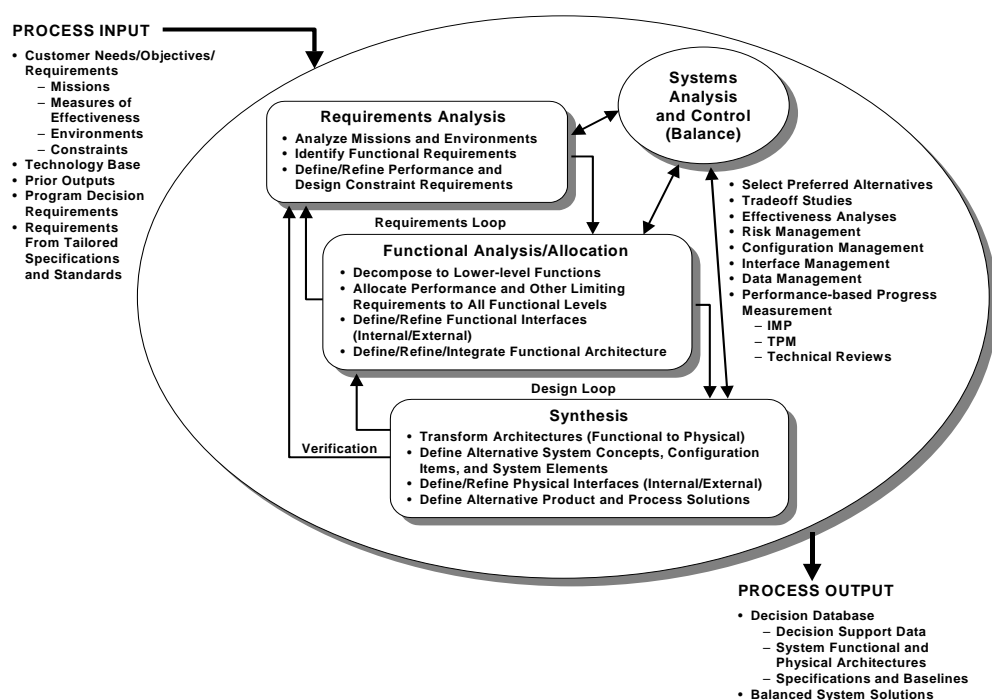 PROCESS INPUT
• Customer Needs/Objectives/
Requirements
– Missions
– Measures of
Effectiveness
– Environments
– Constraints
• Technology Base
• Prior Outputs
• Program Decision
Requirements
• Requirements
From Tailored
Specifications
and Standards
Systems
Analysis
and Control
(Balance)
Requirements Analysis
• Analyze Missions and Environments
• Identify Functional Requirements
• Define/Refine Performance and
Design Constraint Requirements
• Select Preferred Alternatives
• Tradeoff Studies
• Effectiveness Analyses
• Risk Management
• Configuration Management
• Interface Management
• Data Management
• Performance-based Progress
Measurement
– IMP
– TPM
– Technical Reviews
Requirements Loop
Functional Analysis/Allocation
• Decompose to Lower-level Functions
• Allocate Performance and Other Limiting
Requirements to All Functional Levels
• Define/Refine Functional Interfaces
(Internal/External)
• Define/Refine/Integrate Functional Architecture
Design Loop
Synthesis
• Transform Architectures (Functional to Physical)
• Define Alternative System Concepts, Configuration
Items, and System Elements
• Define/Refine Physical Interfaces (Internal/External)
• Define Alternative Product and Process Solutions
Verification
PROCESS OUTPUT
• Decision Database
– Decision Support Data
– System Functional and
Physical Architectures
– Specifications and Baselines
• Balanced System Solutions